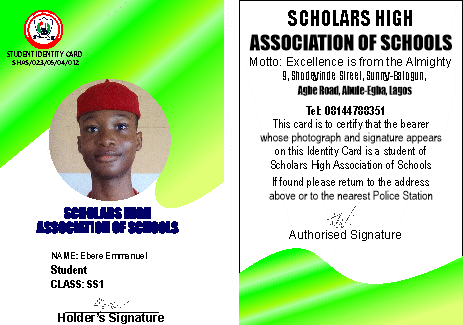 STUDENT IDENTITY CARD
SHAS/023/05/04/012
SCHOLARS HIGH
ASSOCIATION OF SCHOOLS
NAME: Ebere Emmanuel
Student
CLASS: SS1
Holder's Signature
SCHOLARS HIGH
ASSOCIATION OF SCHOOLS
Motto: Excellence is from the Almighty
9, Shodeyinde Street, Sunny-Balogun,
Agbe Road, Abule-Egba, Lagos
Tel: 08144788351
This card is to certify that the bearer
whose photograph and signature appears
on this Identity Card is a student of
Scholars High Association of Schools
If found please return to the address
above or to the nearest Police Station
Authorised Signature